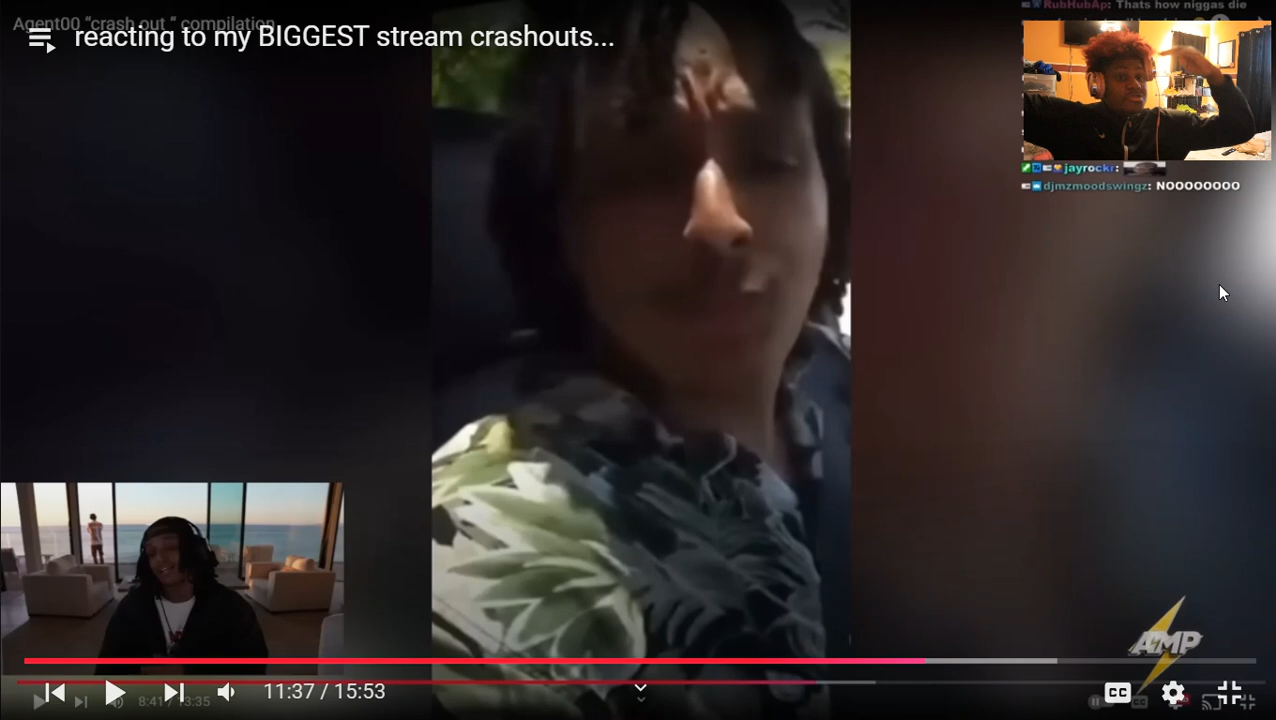 Agent00 “crash out “ compilation
reacting to my BIGGEST stream crashouts...
RubHubAp: Thats how niggas die
jayrockr:
djmzmoodswingz: NOOOOOOOO
AMP
11:37 / 15:53
CC
8:41 / 13:35